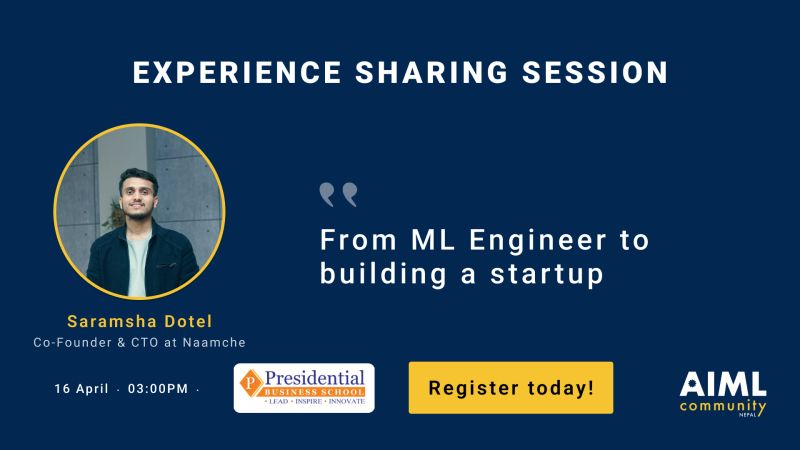 EXPERIENCE SHARING SESSION
From ML Engineer to
building a startup
Saramsha Dotel
Co-Founder & CTO at Naamche
16 April · 03:00PM ·
P
Presidential
BUSINESS SCHOOL
• LEAD • INSPIRE • INNOVATE
Register today!
AIML
community
NEPAL